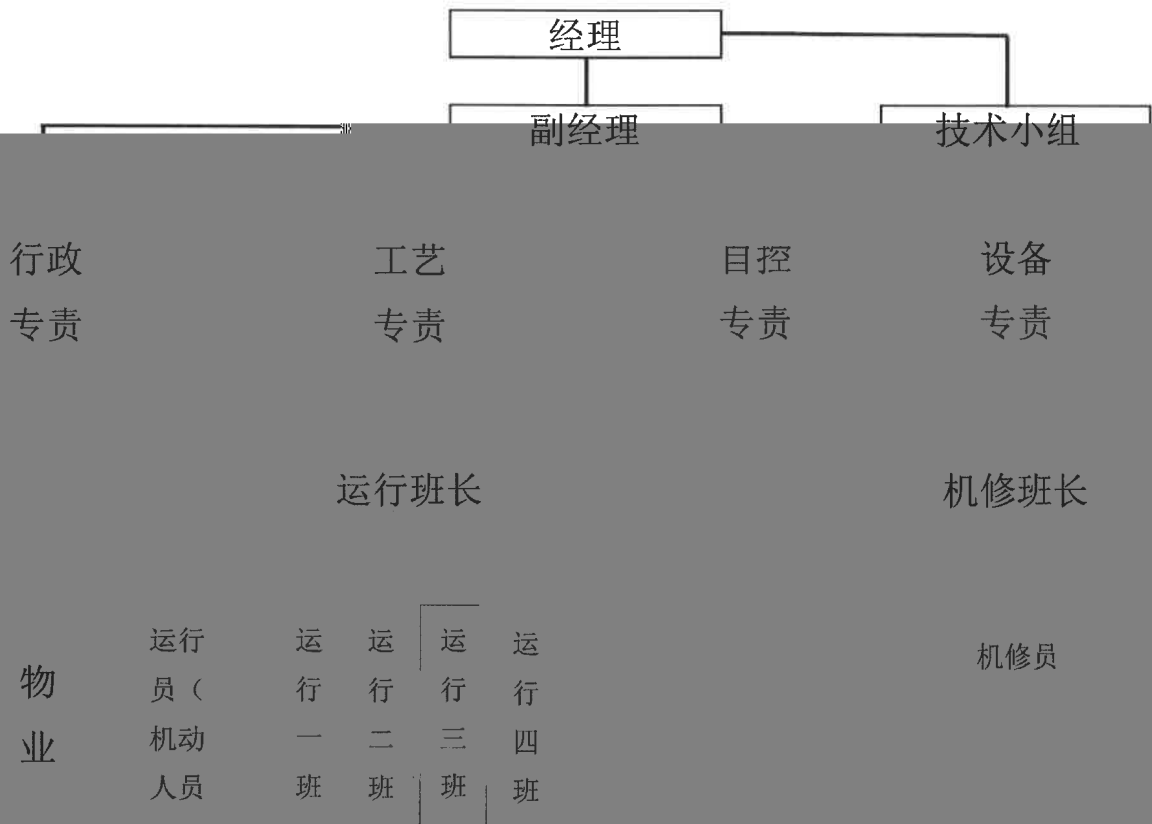 经理
副经理
技术小组
行政
专责
工艺
专责
目控
专责
设备
专责
运行班长
机修班长
物
业
运行
员（
机动
人员
运
行
一
班
运
行
二
班
运
行
三
班
运
行
四
班
机修员